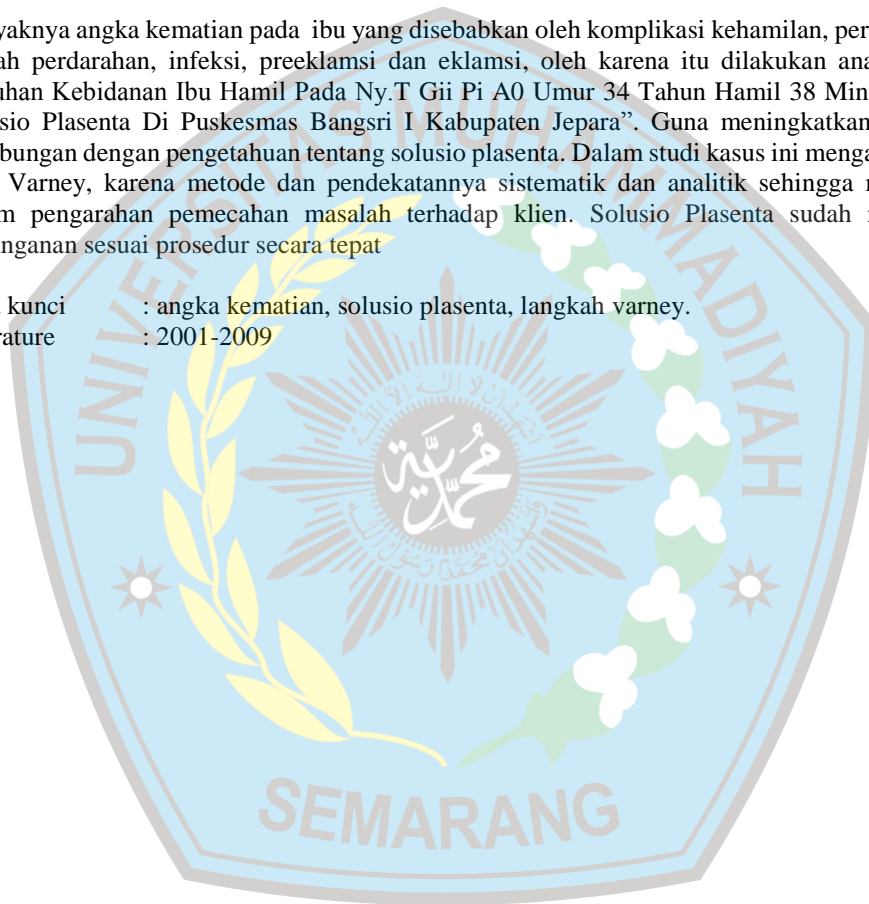 yaknya angka kematian pada ibu yang disebabkan oleh komplikasi kehamilan, per
ah perdarahan, infeksi, preeklamsi dan eklamsi, oleh karena itu dilakukan ana
uhan Kebidanan Ibu Hamil Pada Ny.T Gii Pi A0 Umur 34 Tahun Hamil 38 Min
usio Plasenta Di Puskesmas Bangsri I Kabupaten Jepara”. Guna meningkatkan
bungan dengan pengetahuan tentang solusio plasenta. Dalam studi kasus ini menga
Varney, karena metode dan pendekatannya sistematik dan analitik sehingga
m pengarahan pemecahan masalah terhadap klien. Solusio Plasenta sudah
nganan sesuai prosedur secara tepat
kunci : angka kematian, solusio plasenta, langkah varney.
rature : 2001-2009
UNIVERSITAS MUHAMMADIYAH
محمدية
SEMARANG